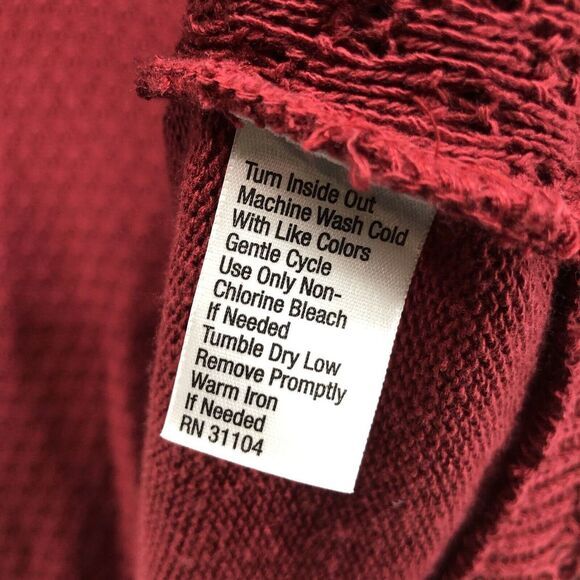 Turn Inside Out
Machine Wash Cold
With Like Colors
Gentle Cycle
Use Only Non-
Chlorine Bleach
If Needed
Tumble Dry Low
Remove Promptly
Warm Iron
If Needed
RN 31104